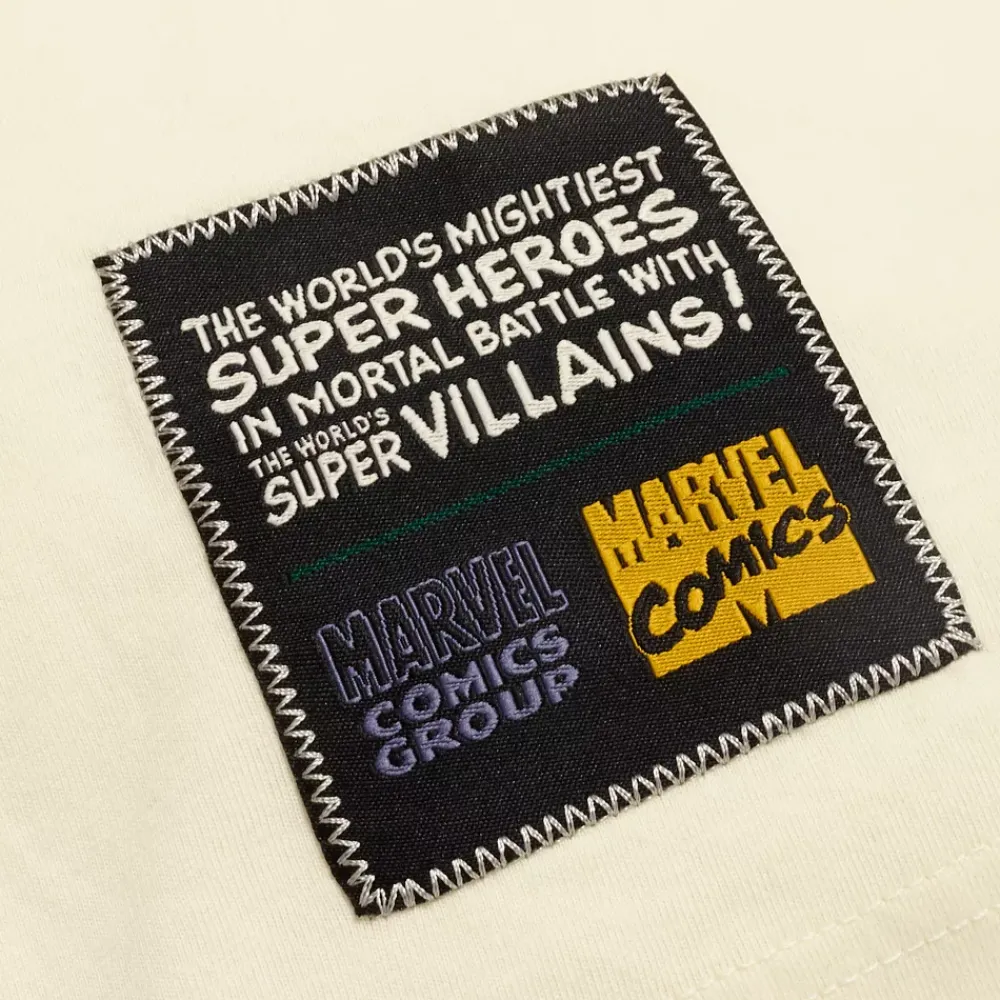 THE WORLD'S MIGHTIEST
SUPER HEROES
IN MORTAL BATTLE WITH
THE WORLD'S
SUPER VILLAINS!
MARVEL
COMICS
GROUP
MARVEL
COMICS
M